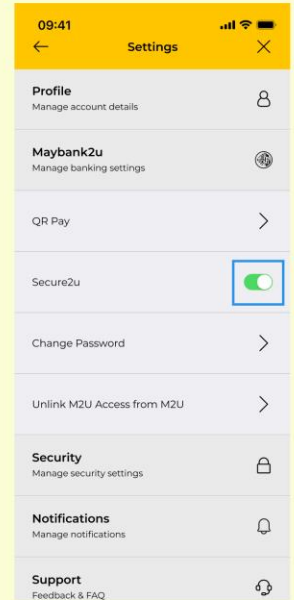 09:41
Settings
Profile
Manage account details
Maybank2u
Manage banking settings
QR Pay
Secure2u
Change Password
Unlink M2U Access from M2U
Security
Manage security settings
Notifications
Manage notifications
Support
Feedback & FAQ